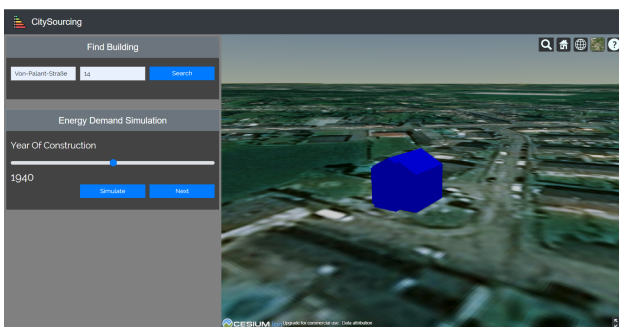 CitySourcing
Find Building
Von-Palant-Straße 14 Search
Energy Demand Simulation
Year Of Construction
1940
Simulate Next
?
CESIUM ion Upgrade for commercial use. Data attribution